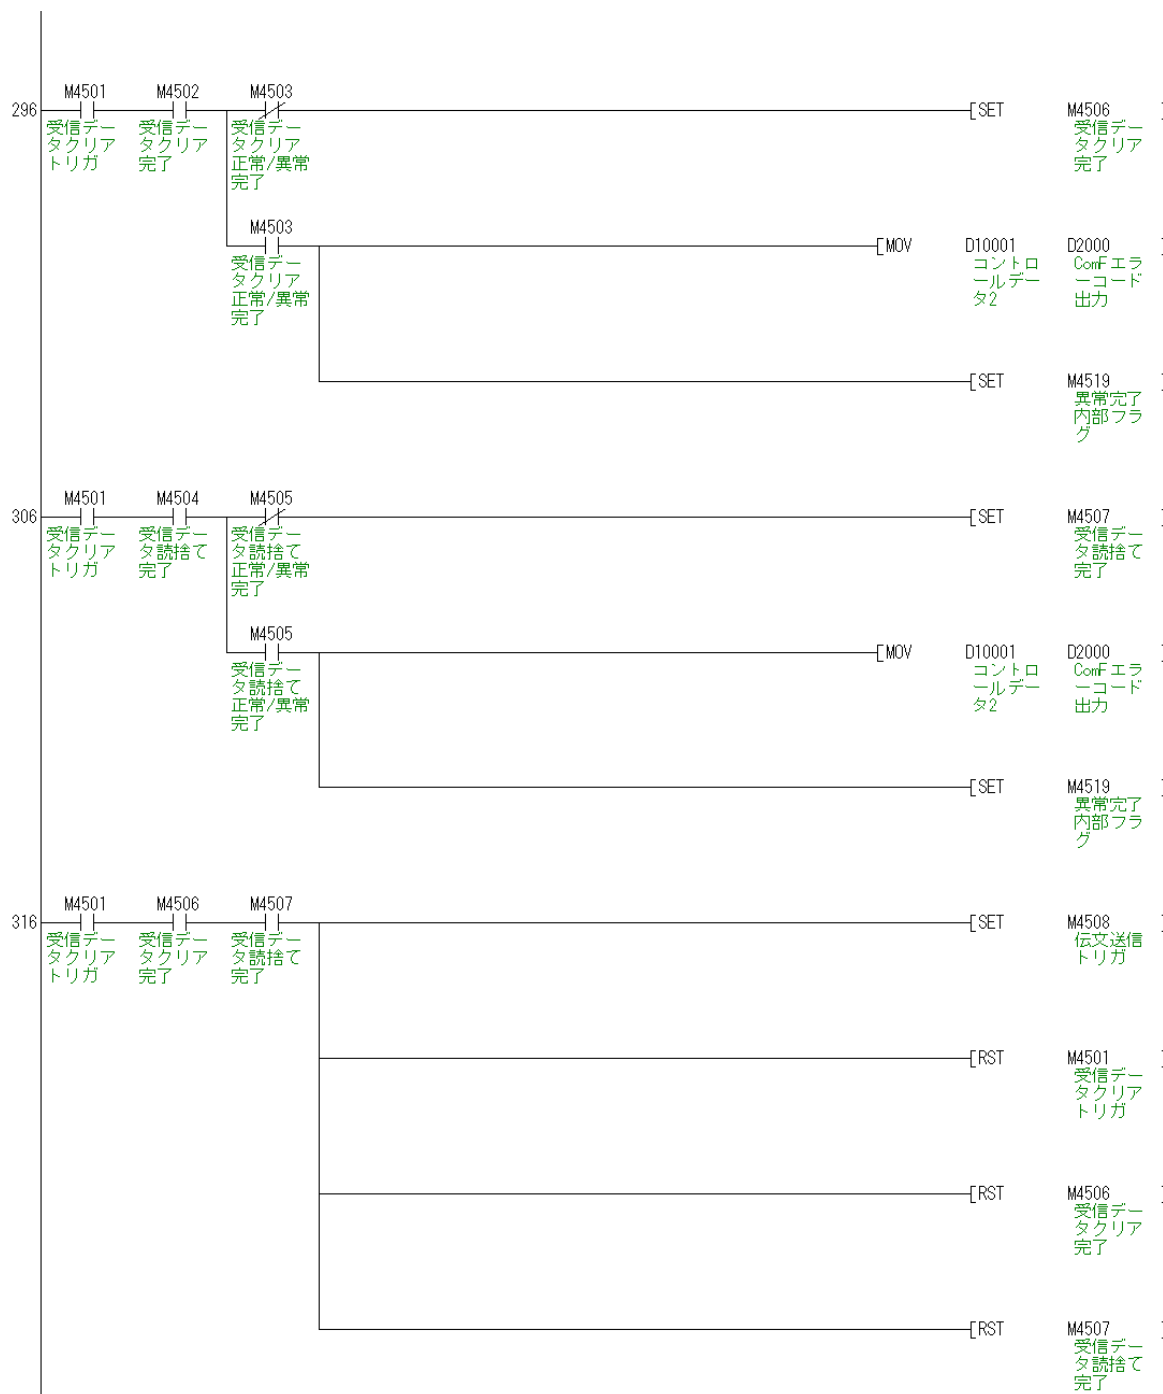 M4501 M4502 M4503
296 [SET M4506 ]
受信デー 受信デー 受信デー 受信デー
タクリア タクリア タクリア タクリア
トリガ 完了 正常/異常 完了
完了
M4503
[MOV D10001 D2000 ]
受信デー コントロ ComFエラ
タクリア ールデー ーコード
正常/異常 タ2 出力
完了
[SET M4519 ]
異常完了
内部フラ
グ
M4501 M4504 M4505
306 [SET M4507 ]
受信デー 受信デー 受信デー 受信デー
タクリア タ読捨て タ読捨て タ読捨て
トリガ 完了 正常/異常 完了
完了
M4505
[MOV D10001 D2000 ]
受信デー コントロ ComFエラ
タ読捨て ールデー ーコード
正常/異常 タ2 出力
完了
[SET M4519 ]
異常完了
内部フラ
グ
M4501 M4506 M4507
316 [SET M4508 ]
受信デー 受信デー 受信デー 伝文送信
タクリア タクリア タ読捨て トリガ
トリガ 完了 完了
[RST M4501 ]
受信デー
タクリア
トリガ
[RST M4506 ]
受信デー
タクリア
完了
[RST M4507 ]
受信デー
タ読捨て
完了